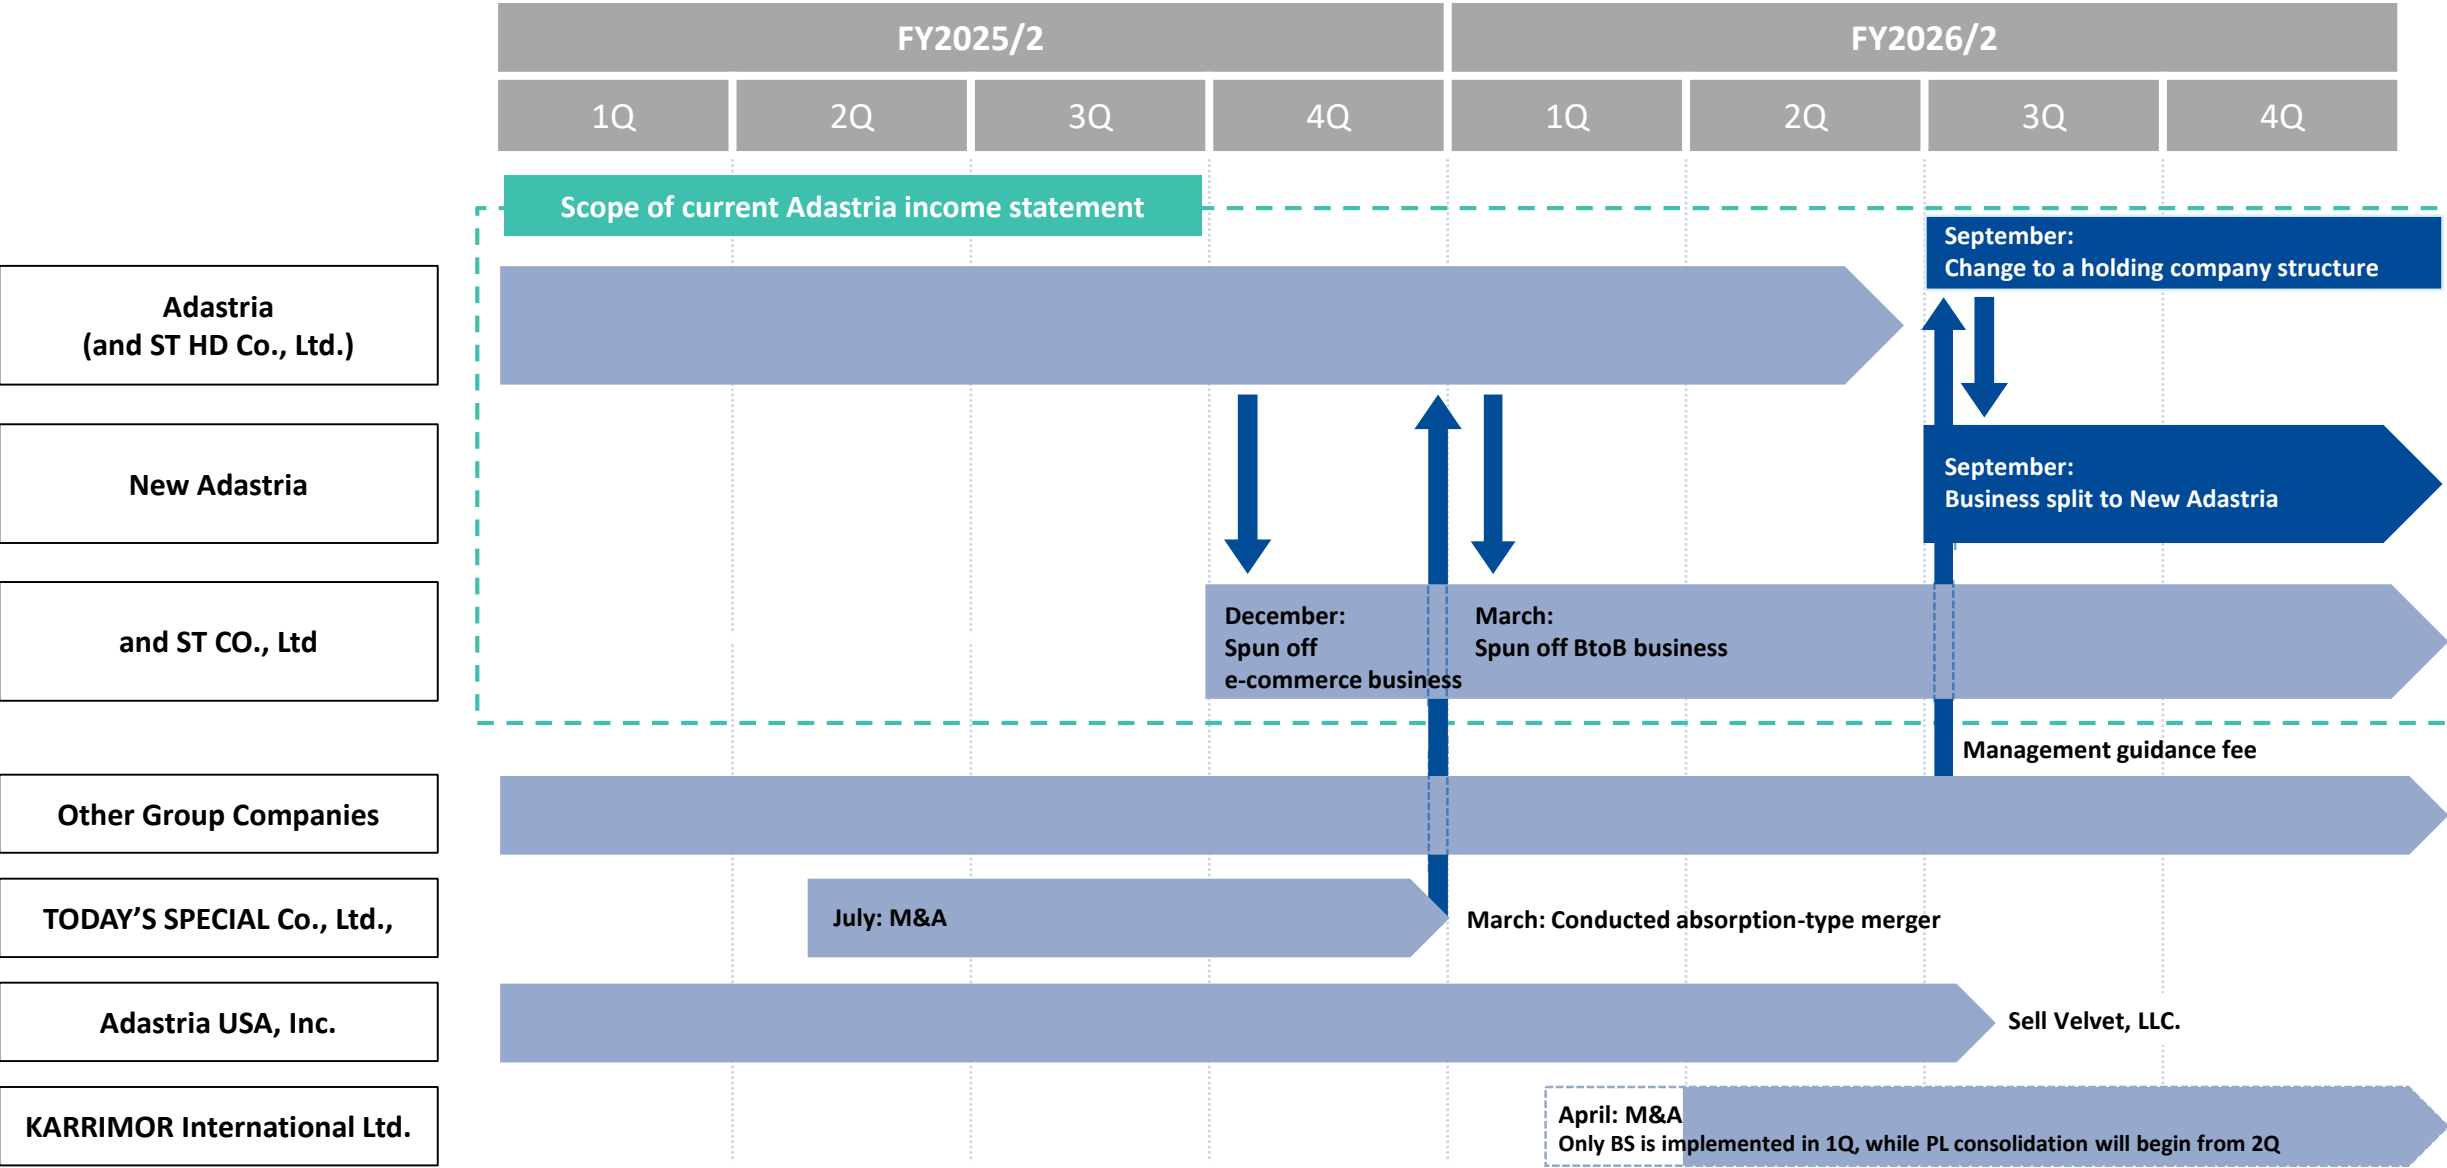 FY2025/2
FY2026/2
1Q
2Q
3Q
4Q
1Q
2Q
3Q
4Q
Scope of current Adastria income statement
September:
Change to a holding company structure
Adastria
(and ST HD Co., Ltd.)
New Adastria
September:
Business split to New Adastria
and ST CO., Ltd
December:
Spun off
e-commerce business
March:
Spun off BtoB business
Management guidance fee
Other Group Companies
TODAY’S SPECIAL Co., Ltd.,
July: M&A
March: Conducted absorption-type merger
Adastria USA, Inc.
Sell Velvet, LLC.
KARRIMOR International Ltd.
April: M&A
Only BS is implemented in 1Q, while PL consolidation will begin from 2Q